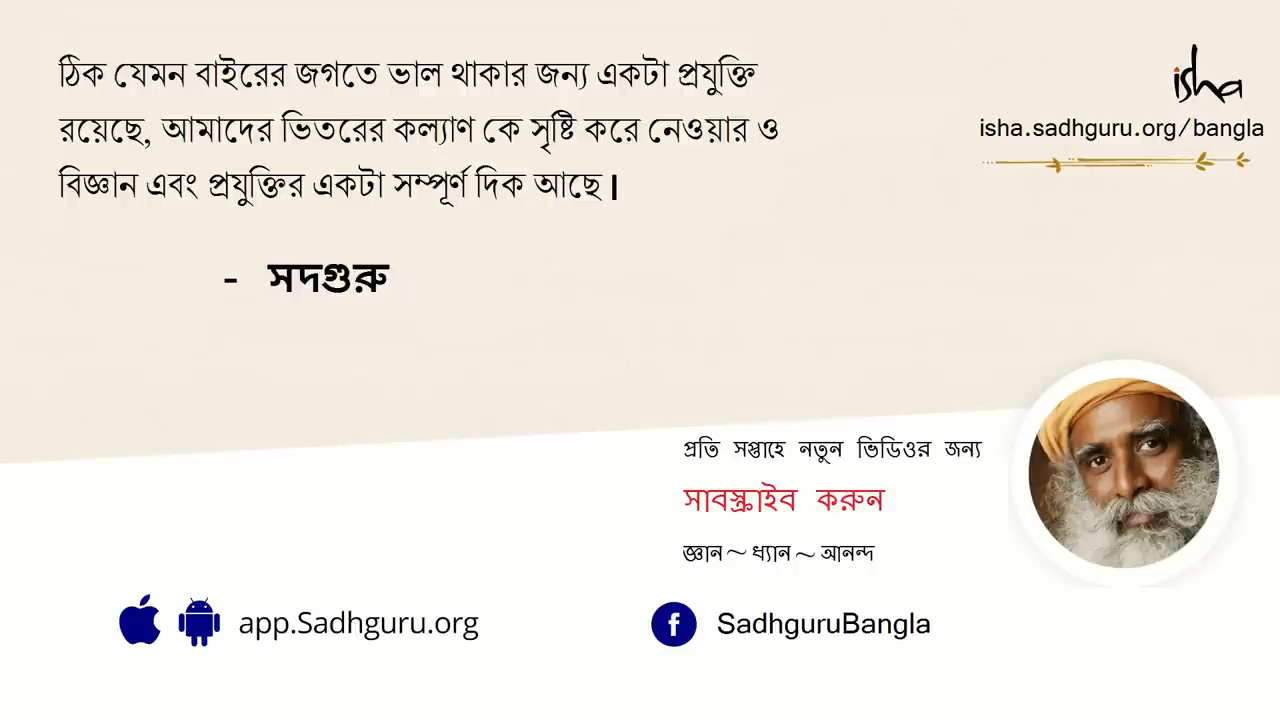 ঠিক যেমন বাইরের জগতে ভাল থাকার জন্য একটা প্রযুক্তি
রয়েছে, আমাদের ভিতরের কল্যাণ কে সৃষ্টি করে নেওয়ার ও
বিজ্ঞান এবং প্রযুক্তির একটা সম্পূর্ণ দিক আছে।
- সদগুরু
isha
isha.sadhguru.org/bangla
প্রতি সপ্তাহে নতুন ভিডিওর জন্য
সাবস্ক্রাইব করুন
জ্ঞান ~ ধ্যান ~ আনন্দ
app.Sadhguru.org
SadhguruBangla